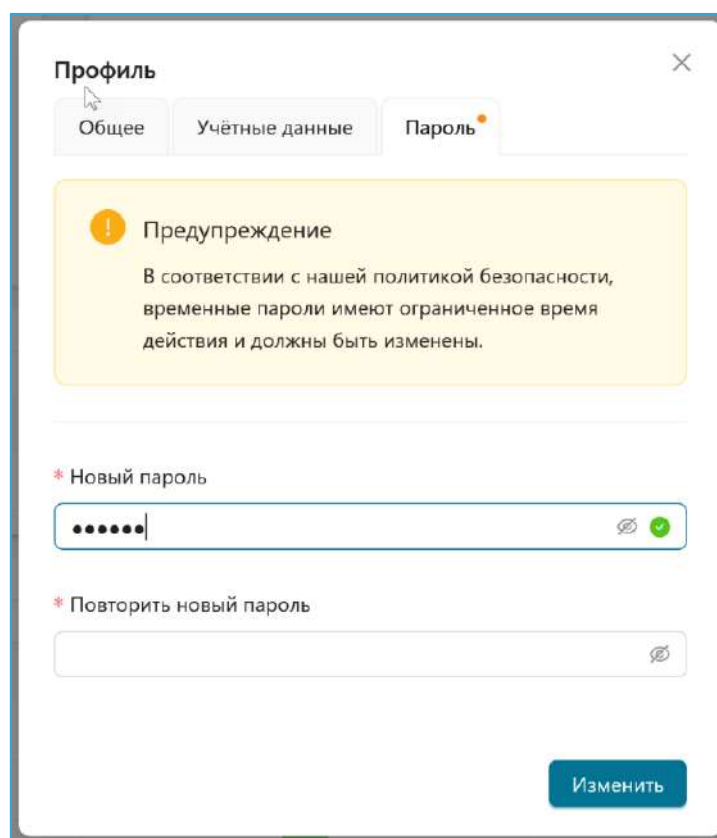 Профиль
Общее Учётные данные Пароль
Предупреждение
В соответствии с нашей политикой безопасности,
временные пароли имеют ограниченное время
действия и должны быть изменены.
* Новый пароль
••••••
* Повторить новый пароль
Изменить